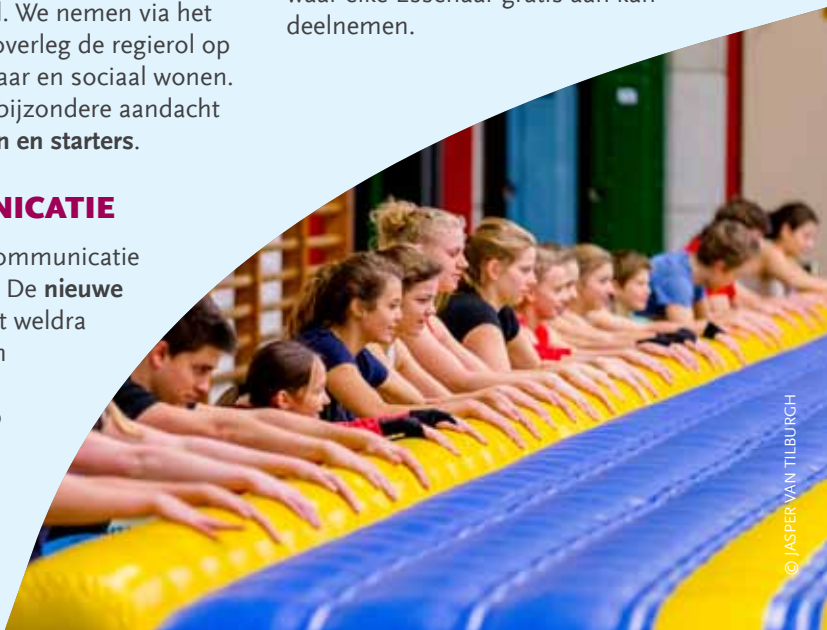 . We nemen via het
overleg de regierol op
aar en sociaal wonen.
bijzondere aandacht
n en starters.
NICATIE
ommunicatie
De nieuwe
t weldra
n
waar elke Essenaar gratis aan kan
deelnemen.
© JASPER VAN TILBURGH